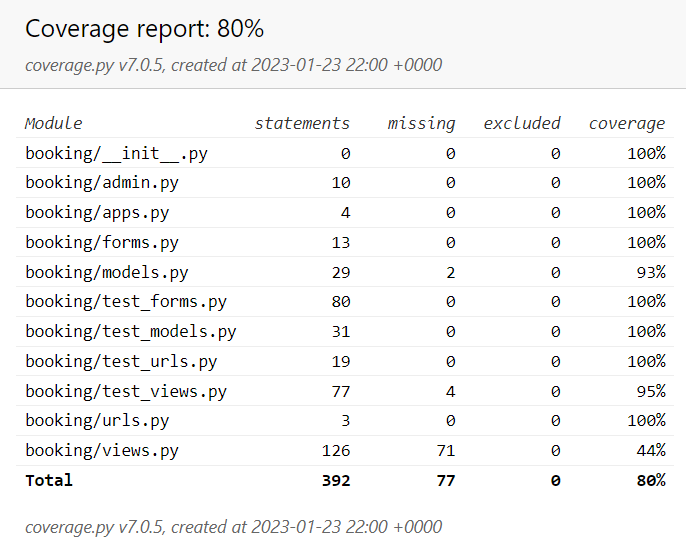 Coverage report: 80%
coverage.py v7.0.5, created at 2023-01-23 22:00 +0000
Module statements missing excluded coverage
booking/__init__.py 0 0 0 100%
booking/admin.py 10 0 0 100%
booking/apps.py 4 0 0 100%
booking/forms.py 13 0 0 100%
booking/models.py 29 2 0 93%
booking/test_forms.py 80 0 0 100%
booking/test_models.py 31 0 0 100%
booking/test_urls.py 19 0 0 100%
booking/test_views.py 77 4 0 95%
booking/urls.py 3 0 0 100%
booking/views.py 126 71 0 44%
Total 392 77 0 80%
coverage.py v7.0.5, created at 2023-01-23 22:00 +0000